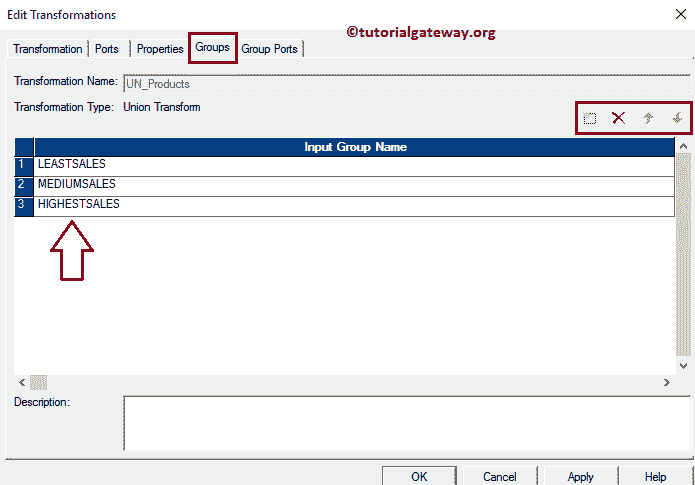 Edit Transformations
©tutorialgateway.org
Transformation Ports Properties Groups Group Ports
Transformation Name: UN_Products
Transformation Type: Union Transform
Input Group Name
1 LEASTSALES
2 MEDIUMSALES
3 HIGHESTSALES
Description:
OK Cancel Apply Help